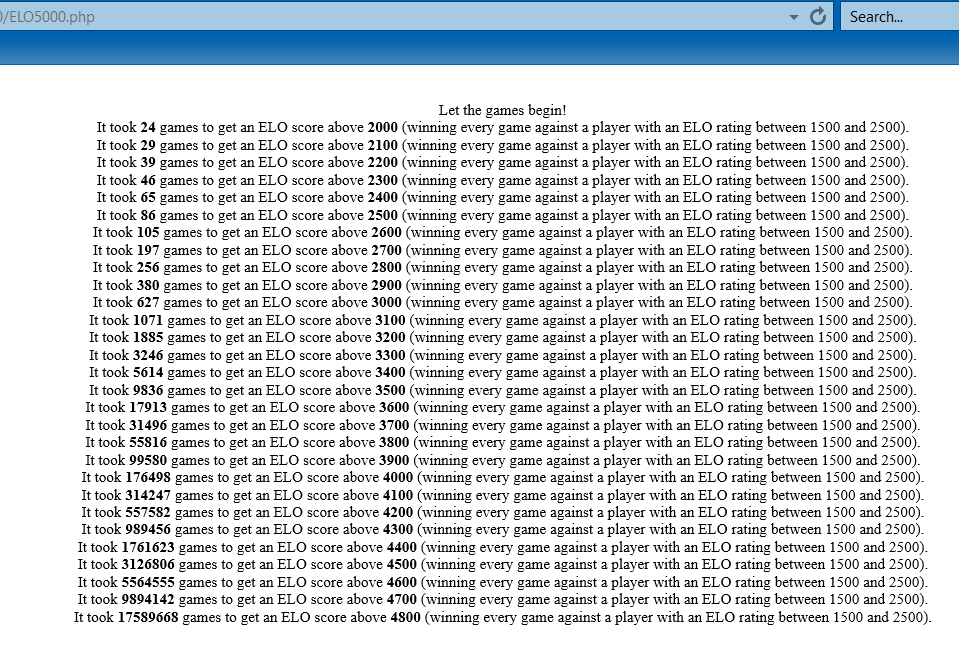 0/ELO5000.php
Search...
Let the games begin!
It took 24 games to get an ELO score above 2000 (winning every game against a player with an ELO rating between 1500 and 2500).
It took 29 games to get an ELO score above 2100 (winning every game against a player with an ELO rating between 1500 and 2500).
It took 39 games to get an ELO score above 2200 (winning every game against a player with an ELO rating between 1500 and 2500).
It took 46 games to get an ELO score above 2300 (winning every game against a player with an ELO rating between 1500 and 2500).
It took 65 games to get an ELO score above 2400 (winning every game against a player with an ELO rating between 1500 and 2500).
It took 86 games to get an ELO score above 2500 (winning every game against a player with an ELO rating between 1500 and 2500).
It took 105 games to get an ELO score above 2600 (winning every game against a player with an ELO rating between 1500 and 2500).
It took 197 games to get an ELO score above 2700 (winning every game against a player with an ELO rating between 1500 and 2500).
It took 256 games to get an ELO score above 2800 (winning every game against a player with an ELO rating between 1500 and 2500).
It took 380 games to get an ELO score above 2900 (winning every game against a player with an ELO rating between 1500 and 2500).
It took 627 games to get an ELO score above 3000 (winning every game against a player with an ELO rating between 1500 and 2500).
It took 1071 games to get an ELO score above 3100 (winning every game against a player with an ELO rating between 1500 and 2500).
It took 1885 games to get an ELO score above 3200 (winning every game against a player with an ELO rating between 1500 and 2500).
It took 3246 games to get an ELO score above 3300 (winning every game against a player with an ELO rating between 1500 and 2500).
It took 5614 games to get an ELO score above 3400 (winning every game against a player with an ELO rating between 1500 and 2500).
It took 9836 games to get an ELO score above 3500 (winning every game against a player with an ELO rating between 1500 and 2500).
It took 17913 games to get an ELO score above 3600 (winning every game against a player with an ELO rating between 1500 and 2500).
It took 31496 games to get an ELO score above 3700 (winning every game against a player with an ELO rating between 1500 and 2500).
It took 55816 games to get an ELO score above 3800 (winning every game against a player with an ELO rating between 1500 and 2500).
It took 99580 games to get an ELO score above 3900 (winning every game against a player with an ELO rating between 1500 and 2500).
It took 176498 games to get an ELO score above 4000 (winning every game against a player with an ELO rating between 1500 and 2500).
It took 314247 games to get an ELO score above 4100 (winning every game against a player with an ELO rating between 1500 and 2500).
It took 557582 games to get an ELO score above 4200 (winning every game against a player with an ELO rating between 1500 and 2500).
It took 989456 games to get an ELO score above 4300 (winning every game against a player with an ELO rating between 1500 and 2500).
It took 1761623 games to get an ELO score above 4400 (winning every game against a player with an ELO rating between 1500 and 2500).
It took 3126806 games to get an ELO score above 4500 (winning every game against a player with an ELO rating between 1500 and 2500).
It took 5564555 games to get an ELO score above 4600 (winning every game against a player with an ELO rating between 1500 and 2500).
It took 9894142 games to get an ELO score above 4700 (winning every game against a player with an ELO rating between 1500 and 2500).
It took 17589668 games to get an ELO score above 4800 (winning every game against a player with an ELO rating between 1500 and 2500).